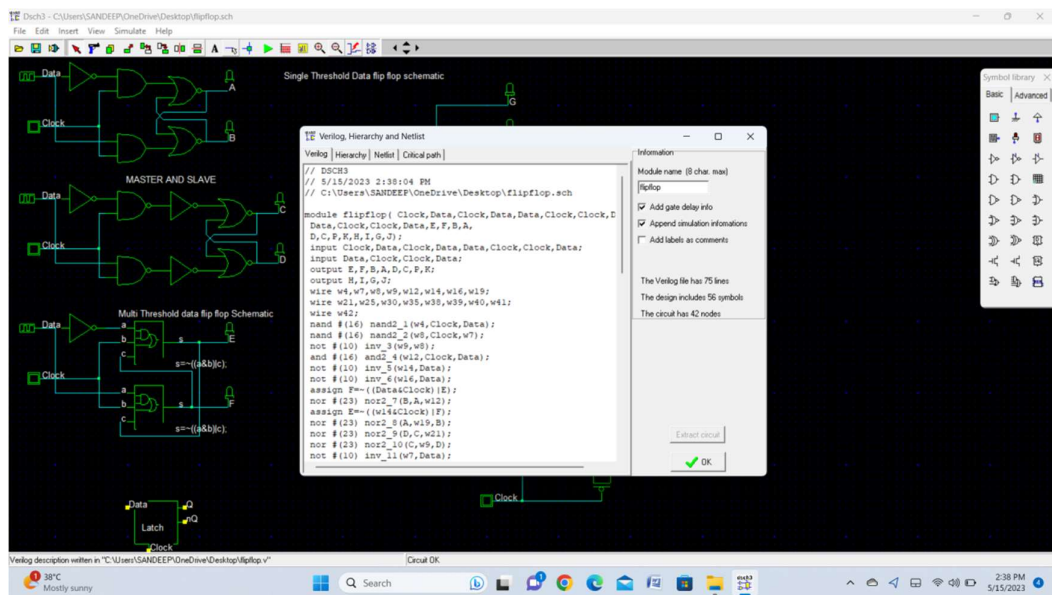 Dsch3 - C:\Users\SANDEEP\OneDrive\Desktop\flipflop.sch
File Edit Insert View Simulate Help
Single Threshold Data flip flop schematic
Symbol library
Basic Advanced
Data
A
G
Clock
B
MASTER AND SLAVE
Data
C
Clock
D
Multi Threshold data flip flop Schematic
Data
a
b
c
s
E
s=~((a&b)|c);
Clock
a
b
c
s
F
s=~((a&b)|c);
Data
Q
nQ
Latch
Clock
Clock
Verilog, Hierarchy and Netlist
Verilog Hierarchy Netlist Critical path
// DSCH3
// 5/15/2023 2:38:04 PM
// C:\Users\SANDEEP\OneDrive\Desktop\flipflop.sch
module flipflop( Clock,Data,Clock,Data,Data,Clock,Clock,D
Data,Clock,Clock,Data,E,F,B,A,
D,C,P,K,H,I,G,J);
input Clock,Data,Clock,Data,Data,Clock,Clock,Data;
input Data,Clock,Clock,Data;
output E,F,B,A,D,C,P,K;
output H,I,G,J;
wire w4,w7,w8,w9,w12,w14,w16,w19;
wire w21,w25,w30,w35,w38,w39,w40,w41;
wire w42;
nand #(16) nand2_1(w4,Clock,Data);
nand #(16) nand2_2(w8,Clock,w7);
not #(10) inv_3(w9,w8);
and #(16) and2_4(w12,Clock,Data);
not #(10) inv_5(w14,Data);
not #(10) inv_6(w16,Data);
assign F=~((Data&Clock)|E);
nor #(23) nor2_7(B,A,w12);
assign E=~((w14&Clock)|F);
nor #(23) nor2_8(A,w19,B);
nor #(23) nor2_9(D,C,w21);
nor #(23) nor2_10(C,w9,D);
not #(10) inv_11(w7,Data);
Information
Module name (8 char. max)
flipflop
Add gate delay info
Append simulation infomations
Add labels as comments
The Verilog file has 75 lines
The design includes 56 symbols
The circuit has 42 nodes
Extract circuit
OK
Verilog description written in "C:\Users\SANDEEP\OneDrive\Desktop\flipflop.v"
Circuit OK
1
38°C
Mostly sunny
Search
2:38 PM
5/15/2023
4